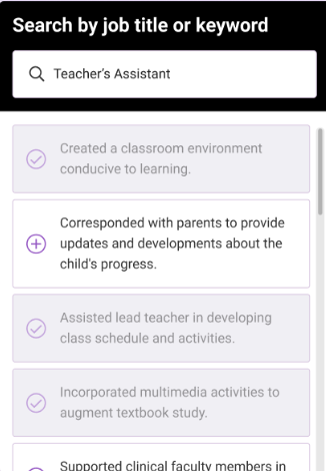 Search by job title or keyword
Teacher's Assistant
Created a classroom environment
conducive to learning.
Corresponded with parents to provide
updates and developments about the
child's progress.
Assisted lead teacher in developing
class schedule and activities.
Incorporated multimedia activities to
augment textbook study.
Supported clinical faculty members in